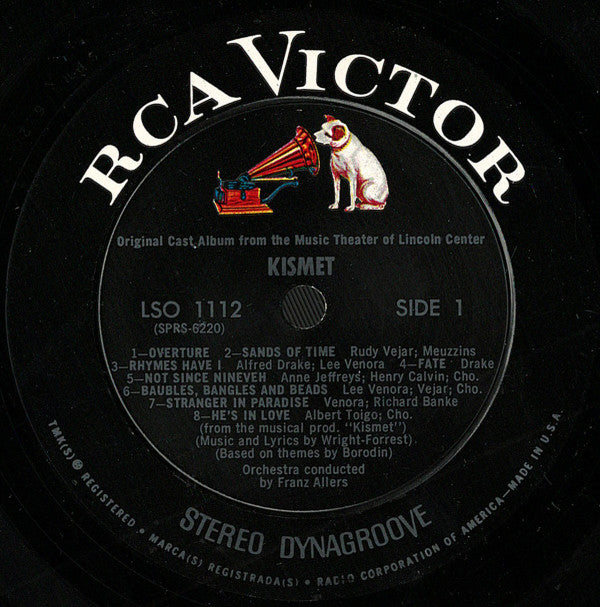 RCA VICTOR
Original Cast Album from the Music Theater of Lincoln Center
KISMET
LSO 1112 SIDE 1
(SPRS-6220)
1—OVERTURE 2—SANDS OF TIME Rudy Vejar; Meuzzins
3—RHYMES HAVE I Alfred Drake; Lee Venora 4—FATE Drake
5—NOT SINCE NINEVEH Anne Jeffreys; Henry Calvin; Cho.
6—BAUBLES, BANGLES AND BEADS Lee Venora; Vejar; Cho.
7—STRANGER IN PARADISE Venora; Richard Banke
8—HE'S IN LOVE Albert Toigo; Cho.
(from the musical prod. "Kismet")
(Music and Lyrics by Wright-Forrest)
(Based on themes by Borodin)
Orchestra conducted
by Franz Allers
STEREO DYNAGROOVE
TMK(S) ® REGISTERED • MARCA(S) REGISTRADA(S) • RADIO CORPORATION OF AMERICA—MADE IN U.S.A.